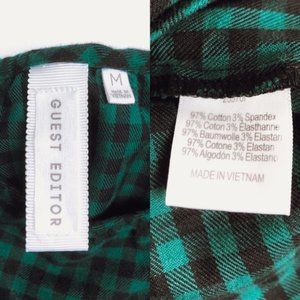 GUEST EDITOR
M
MADE IN
VIETNAM
97% Cotton 3% Spandex
97% Coton 3% Elasthanne
97% Baumwolle 3% Elastan
97% Cotone 3% Elastan
97% Algodón 3% Elastano
MADE IN VIETNAM